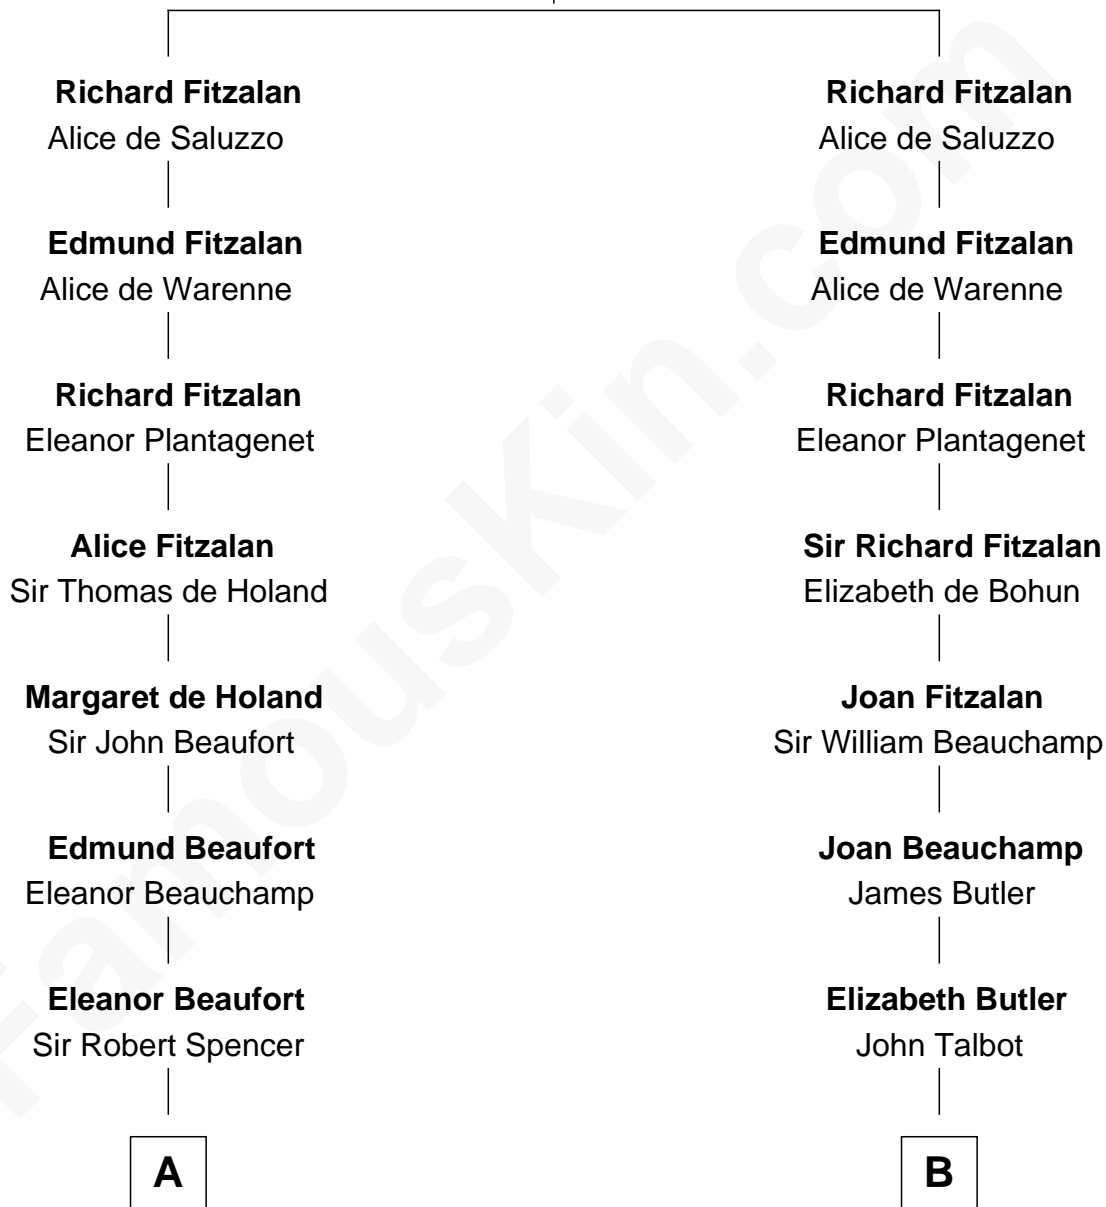 Richard Fitzalan
Alice de Saluzzo
Richard Fitzalan
Alice de Saluzzo
Edmund Fitzalan
Alice de Warenne
Edmund Fitzalan
Alice de Warenne
Richard Fitzalan
Eleanor Plantagenet
Richard Fitzalan
Eleanor Plantagenet
Alice Fitzalan
Sir Thomas de Holand
Sir Richard Fitzalan
Elizabeth de Bohun
Margaret de Holand
Sir John Beaufort
Joan Fitzalan
Sir William Beauchamp
Edmund Beaufort
Eleanor Beauchamp
Joan Beauchamp
James Butler
Eleanor Beaufort
Sir Robert Spencer
Elizabeth Butler
John Talbot
A
B
FamousKin.com